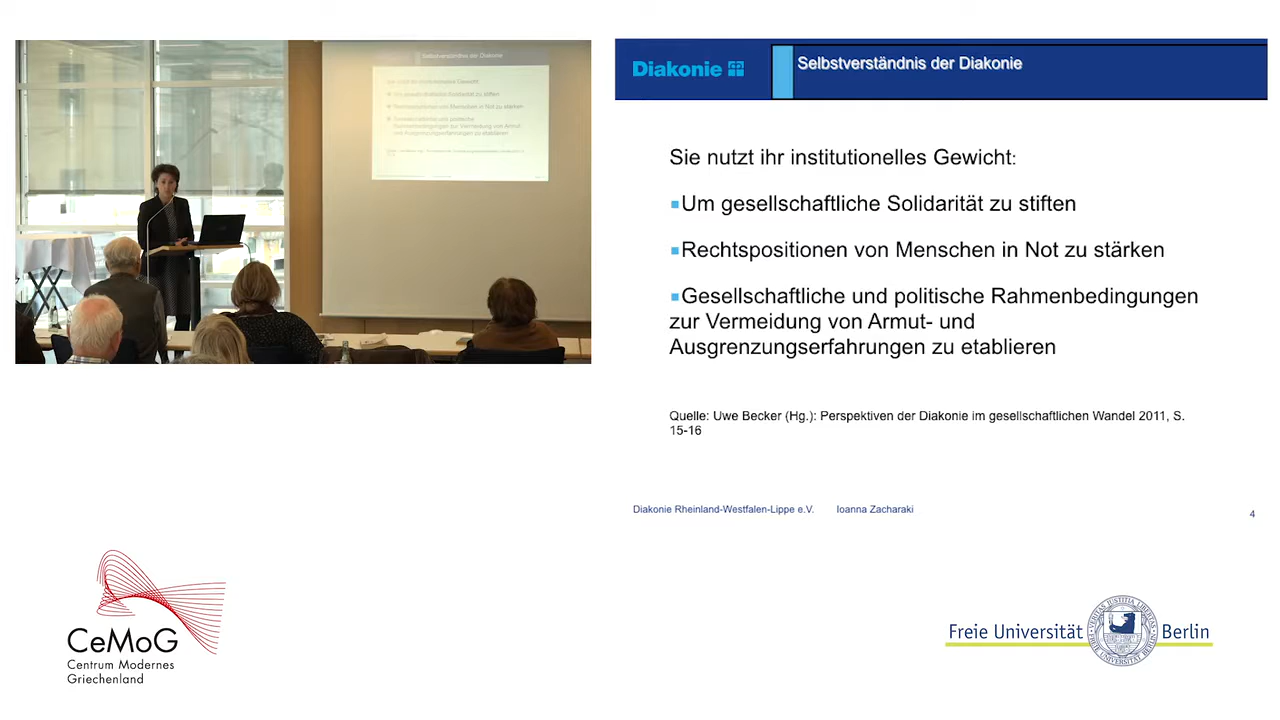 Selbstverständnis der Diakonie
Diakonie
Selbstverständnis der Diakonie
Sie nutzt ihr institutionelles Gewicht:
Um gesellschaftliche Solidarität zu stiften
Rechtspositionen von Menschen in Not zu stärken
Gesellschaftliche und politische Rahmenbedingungen
zur Vermeidung von Armut- und
Ausgrenzungserfahrungen zu etablieren
Quelle: Uwe Becker (Hg.): Perspektiven der Diakonie im gesellschaftlichen Wandel 2011, S.
15-16
Diakonie Rheinland-Westfalen-Lippe e.V. Ioanna Zacharaki
4
CeMoG
Centrum Modernes
Griechenland
Freie Universität Berlin